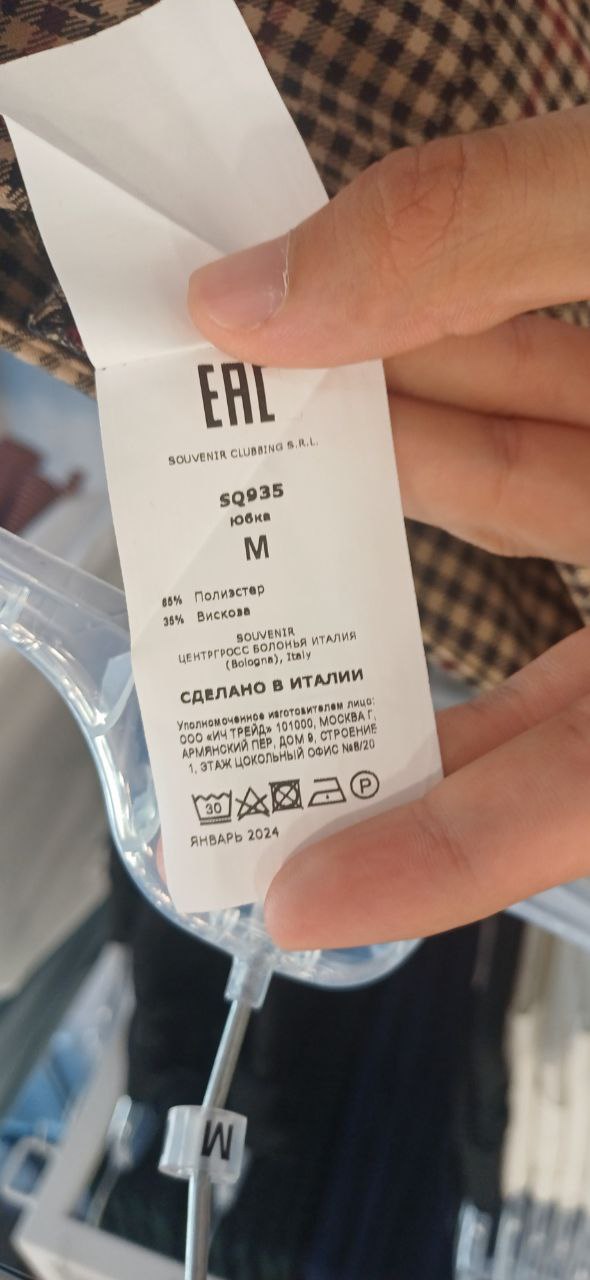 EAC
SOUVENIR CLUBBING S.R.L.
SQ935
Юбка
M
65% Полиэстер
35% Вискоза
SOUVENIR
ЦЕНТРГРОСС БОЛОНЬЯ ИТАЛИЯ
(Bologna), Italy
СДЕЛАНО В ИТАЛИИ
Уполномоченное изготовителем лицо:
ООО «ИЧ ТРЕЙД» 101000, МОСКВА Г,
АРМЯНСКИЙ ПЕР, ДОМ 9, СТРОЕНИЕ
1, ЭТАЖ ЦОКОЛЬНЫЙ ОФИС №8/20
30 P
ЯНВАРЬ 2024
M